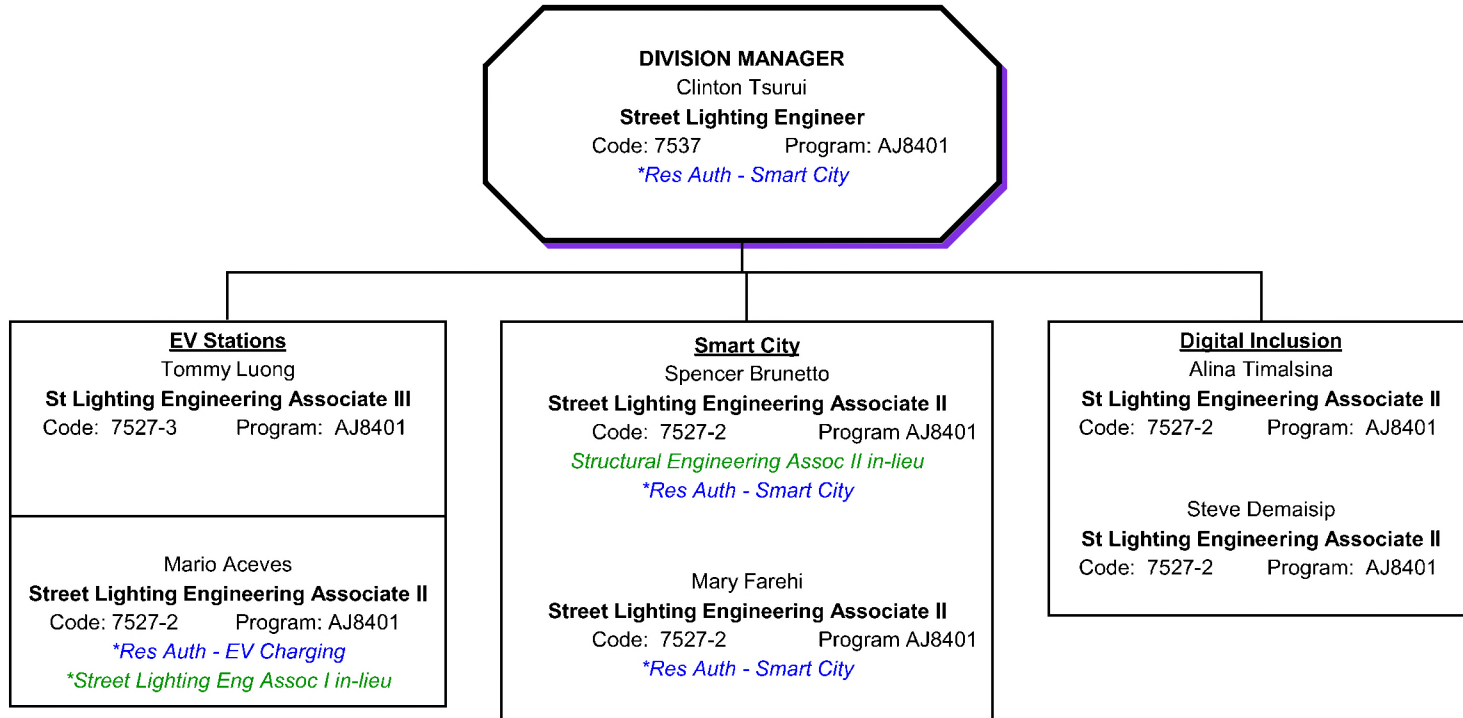 DIVISION MANAGER
Clinton Tsurui
Street Lighting Engineer
Code: 7537 Program: AJ8401
*Res Auth - Smart City
EV Stations
Tommy Luong
St Lighting Engineering Associate III
Code: 7527-3 Program: AJ8401
Mario Aceves
Street Lighting Engineering Associate II
Code: 7527-2 Program: AJ8401
*Res Auth - EV Charging
*Street Lighting Eng Assoc I in-lieu
Smart City
Spencer Brunetto
Street Lighting Engineering Associate II
Code: 7527-2 Program AJ8401
Structural Engineering Assoc II in-lieu
*Res Auth - Smart City
Mary Farehi
Street Lighting Engineering Associate II
Code: 7527-2 Program AJ8401
*Res Auth - Smart City
Digital Inclusion
Alina Timalsina
St Lighting Engineering Associate II
Code: 7527-2 Program: AJ8401
Steve Demaisip
St Lighting Engineering Associate II
Code: 7527-2 Program: AJ8401